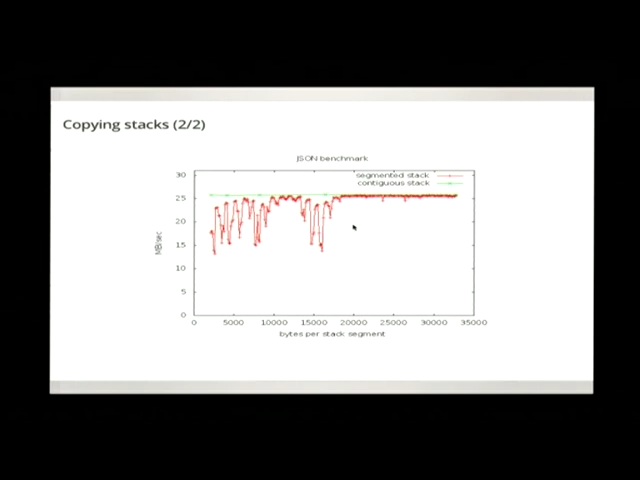 Copying stacks (2/2)
JSON benchmark
segmented stack
contiguous stack
30
25
20
15
10
5
0
MB/sec
0 5000 10000 15000 20000 25000 30000 35000
bytes per stack segment